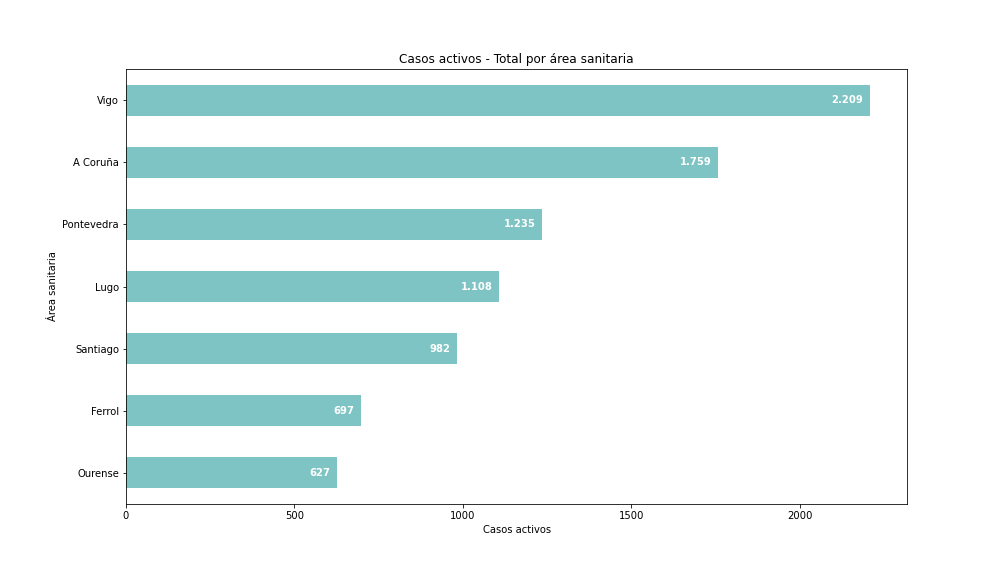 Casos activos - Total por área sanitaria
Vigo
2.209
A Coruña
1.759
Pontevedra
1.235
Lugo
1.108
Santiago
982
Ferrol
697
Ourense
627
Área sanitaria
0 500 1000 1500 2000
Casos activos